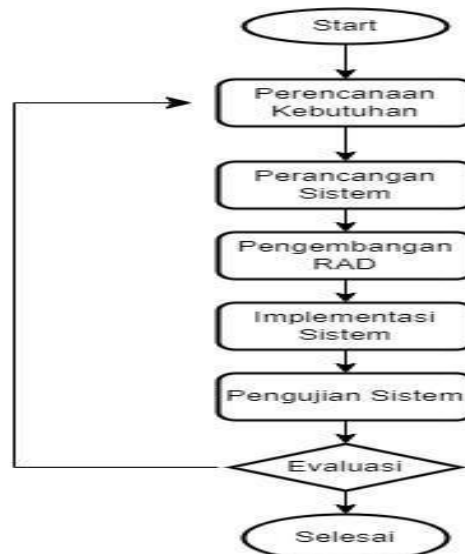 Start
Perencanaan
Kebutuhan
Perancangan
Sistem
Pengembangan
RAD
Implementasi
Sistem
Pengujian Sistem
Evaluasi
Selesai